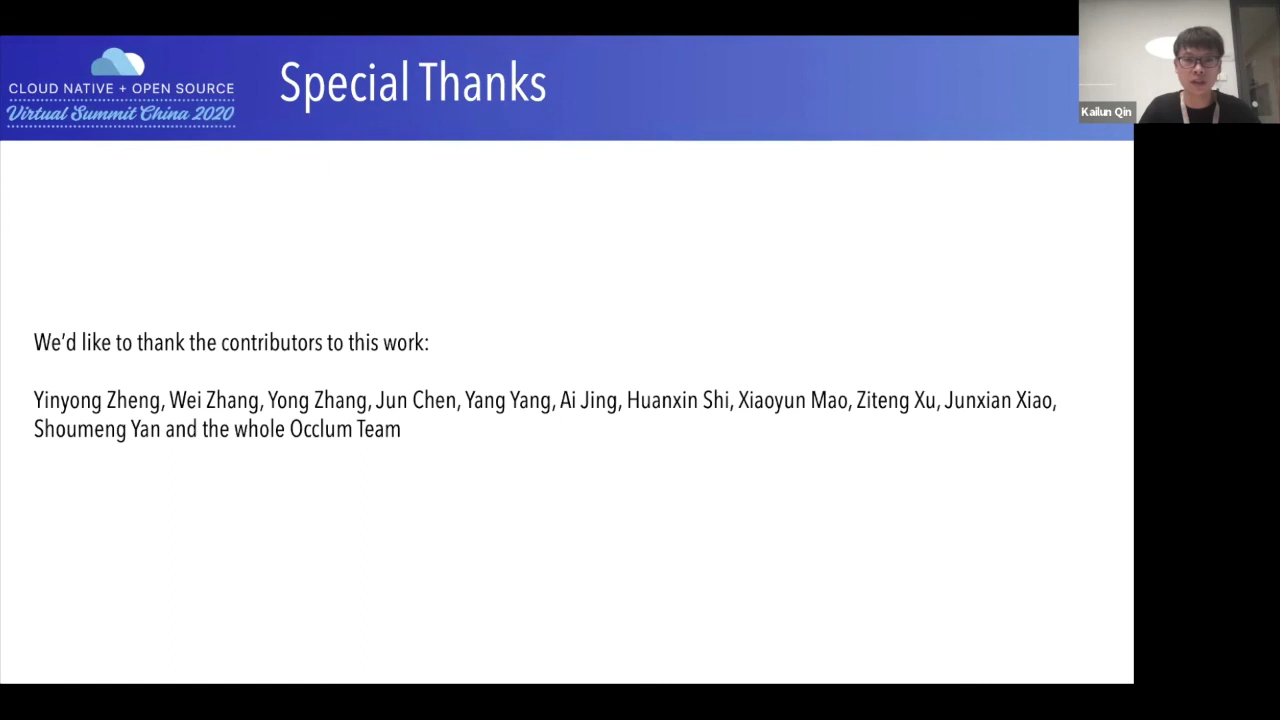 CLOUD NATIVE + OPEN SOURCE
Virtual Summit China 2020
Special Thanks
Kailun Qin
We’d like to thank the contributors to this work:
Yinyong Zheng, Wei Zhang, Yong Zhang, Jun Chen, Yang Yang, Ai Jing, Huanxin Shi, Xiaoyun Mao, Ziteng Xu, Junxian Xiao,
Shoumeng Yan and the whole Occlum Team